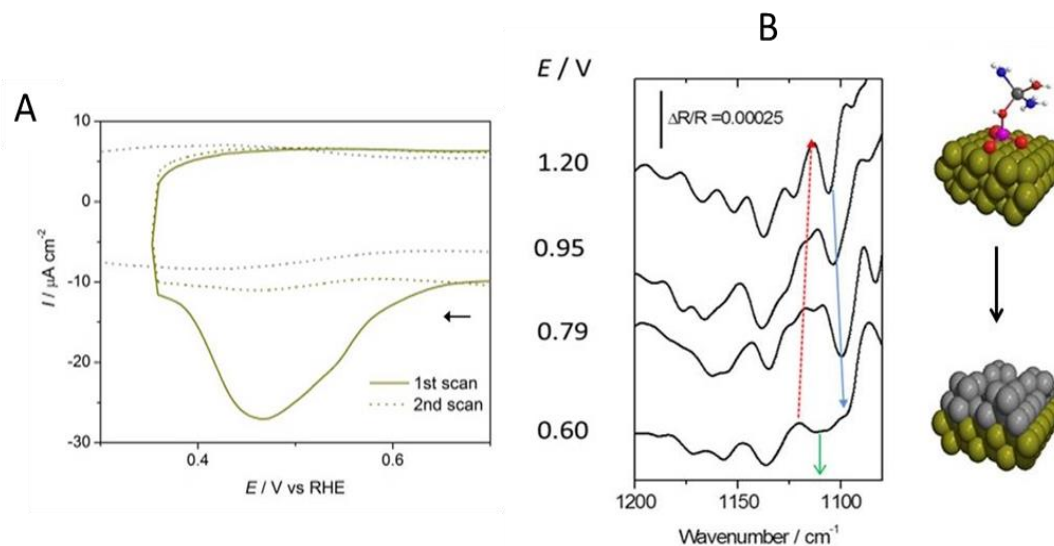 A
10
0
-10
-20
-30
I / μA cm⁻²
1st scan
2nd scan
0.4
0.6
E / V vs RHE
B
E / V
1.20
0.95
0.79
0.60
ΔR/R =0.00025
1200
1150
1100
Wavenumber / cm⁻¹